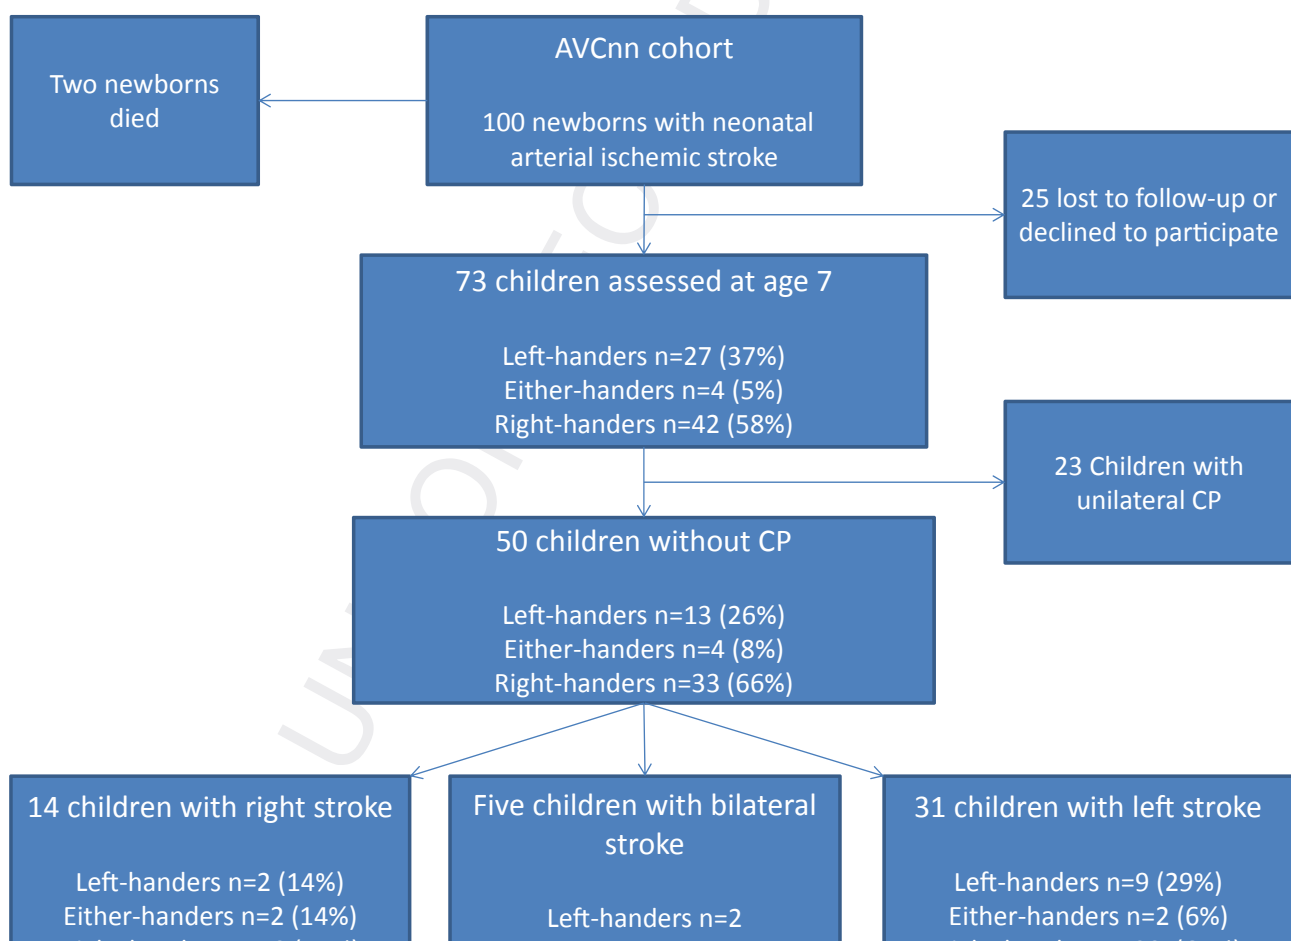 AVCnn cohort
100 newborns with neonatal
arterial ischemic stroke
Two newborns
died
25 lost to follow-up or
declined to participate
73 children assessed at age 7
Left-handers n=27 (37%)
Either-handers n=4 (5%)
Right-handers n=42 (58%)
23 Children with
unilateral CP
50 children without CP
Left-handers n=13 (26%)
Either-handers n=4 (8%)
Right-handers n=33 (66%)
14 children with right stroke
Left-handers n=2 (14%)
Either-handers n=2 (14%)
Five children with bilateral
stroke
Left-handers n=2
31 children with left stroke
Left-handers n=9 (29%)
Either-handers n=2 (6%)